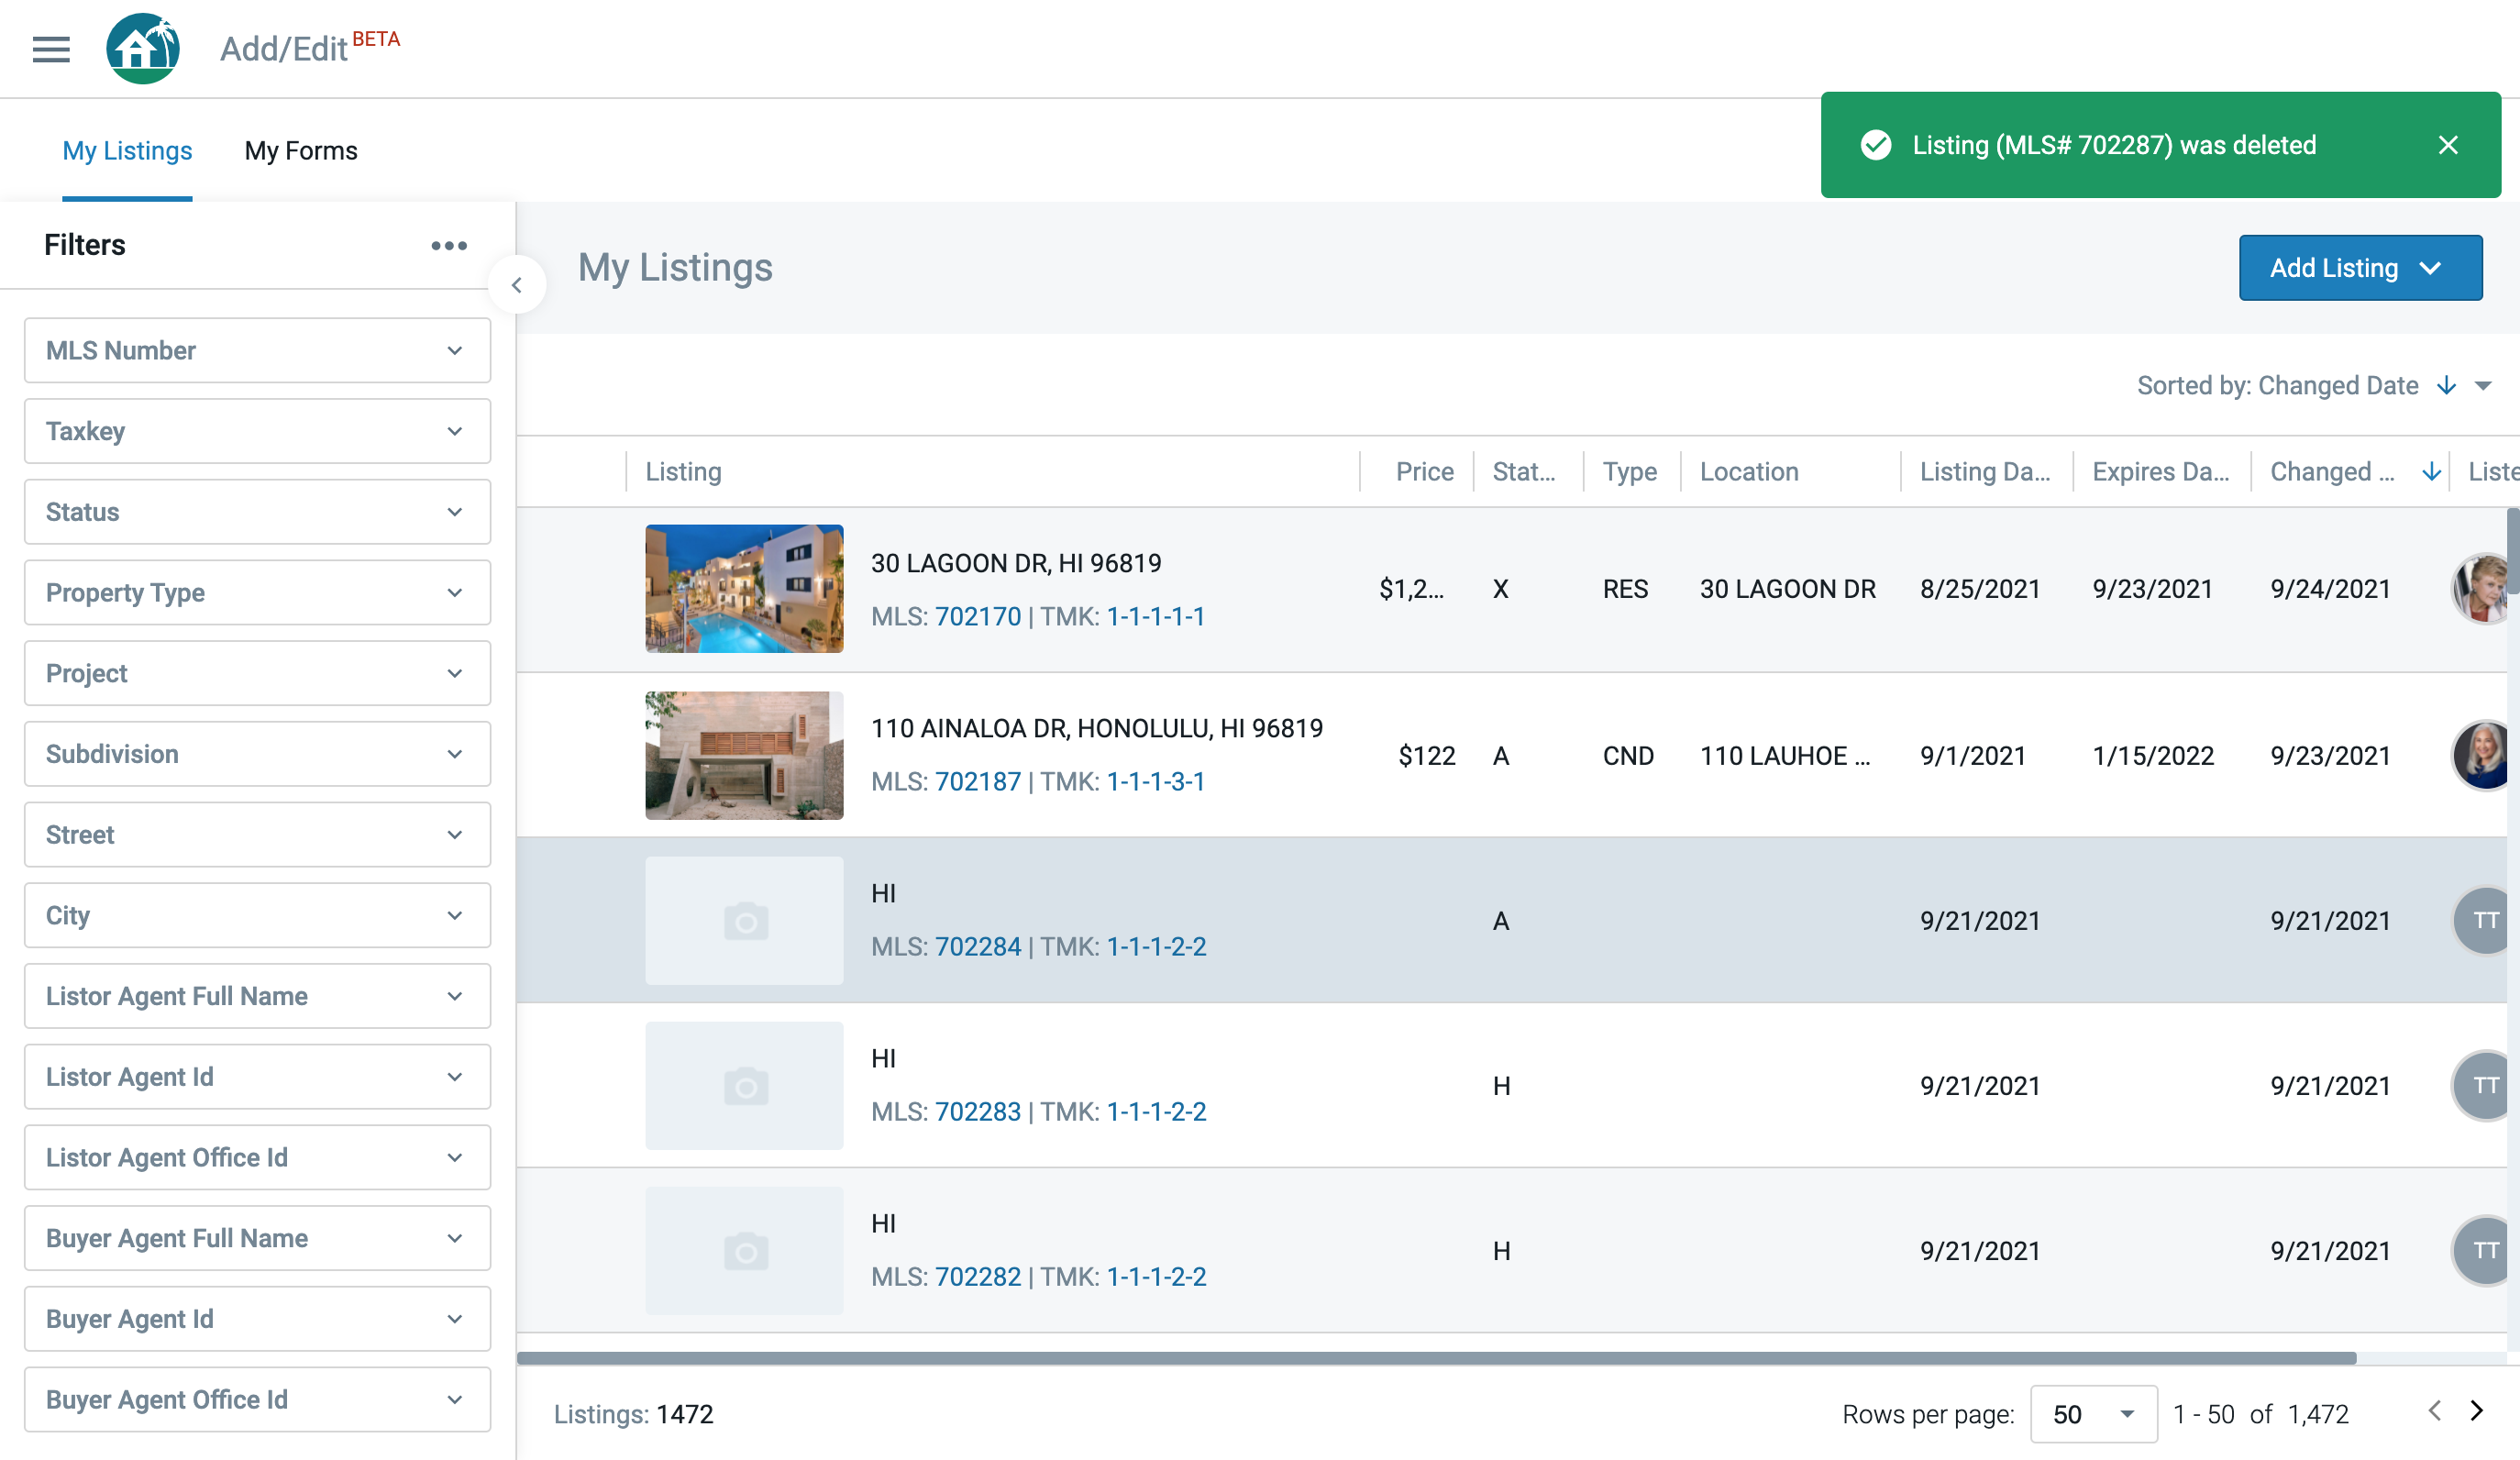 Add/Edit BETA
My Listings
My Forms
Listing (MLS# 702287) was deleted
Filters
MLS Number
Taxkey
Status
Property Type
Project
Subdivision
Street
City
Listor Agent Full Name
Listor Agent Id
Listor Agent Office Id
Buyer Agent Full Name
Buyer Agent Id
Buyer Agent Office Id
My Listings
Add Listing
Sorted by: Changed Date
Listing Price Stat... Type Location Listing Da... Expires Da... Changed ... Liste
30 LAGOON DR, HI 96819
MLS: 702170 | TMK: 1-1-1-1-1
$1,2... X RES 30 LAGOON DR 8/25/2021 9/23/2021 9/24/2021
110 AINALOA DR, HONOLULU, HI 96819
MLS: 702187 | TMK: 1-1-1-3-1
$122 A CND 110 LAUHOE ... 9/1/2021 1/15/2022 9/23/2021
HI
MLS: 702284 | TMK: 1-1-1-2-2
A 9/21/2021 9/21/2021 TT
HI
MLS: 702283 | TMK: 1-1-1-2-2
H 9/21/2021 9/21/2021 TT
HI
MLS: 702282 | TMK: 1-1-1-2-2
H 9/21/2021 9/21/2021 TT
Listings: 1472
Rows per page: 50 1 - 50 of 1,472